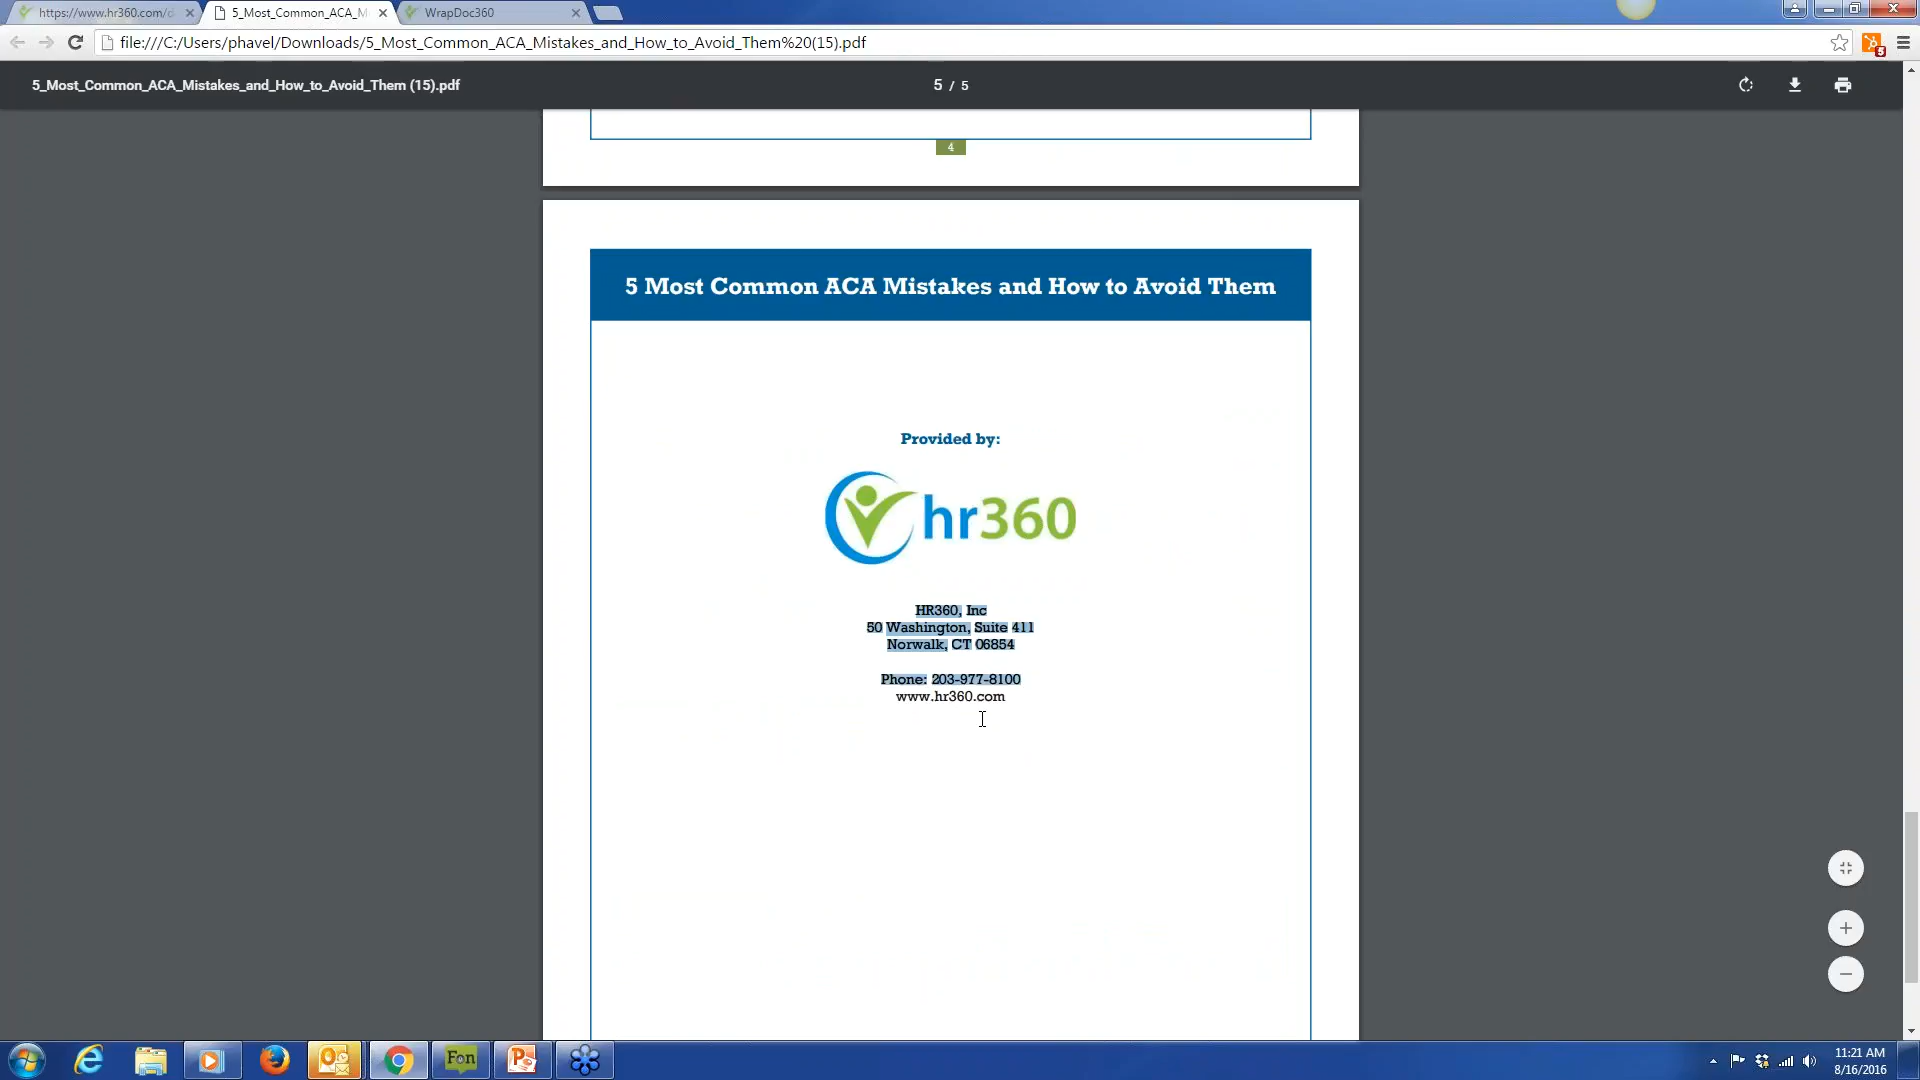 https://www.hr360.com/d
5_Most_Common_ACA_M
WrapDoc360
file:///C:/Users/phavel/Downloads/5_Most_Common_ACA_Mistakes_and_How_to_Avoid_Them%20(15).pdf
5
5_Most_Common_ACA_Mistakes_and_How_to_Avoid_Them (15).pdf
5 / 5
4
5 Most Common ACA Mistakes and How to Avoid Them
Provided by:
hr360
HR360, Inc
50 Washington, Suite 411
Norwalk, CT 06854
Phone: 203-977-8100
www.hr360.com
Fon
11:21 AM
8/16/2016